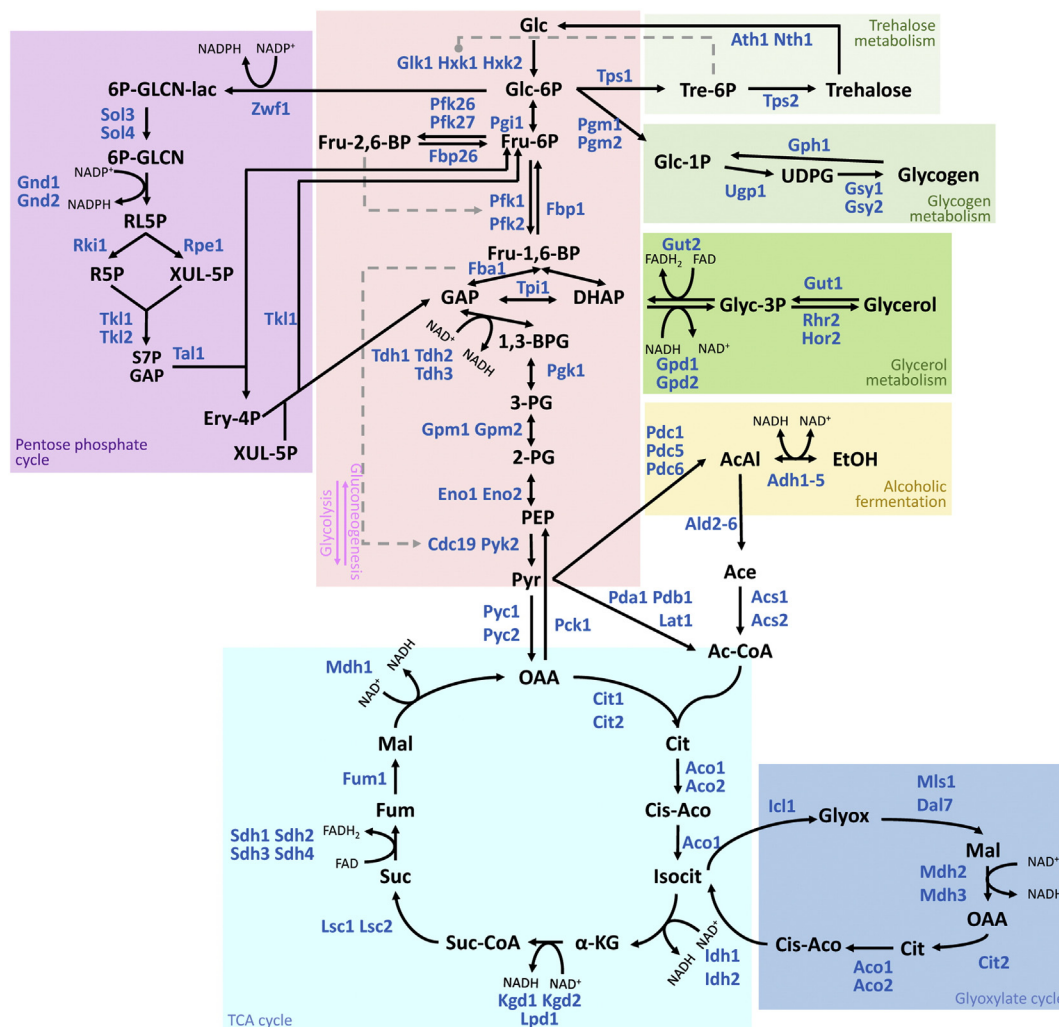 Glc
Ath1 Nth1
Trehalose
metabolism
Glk1 Hxk1 Hxk2
NADPH
NADP⁺
6P-GLCN-lac
Zwf1
Glc-6P
Tps1
Tre-6P
Tps2
Trehalose
Sol3
Sol4
Pfk26
Pfk27
Pgi1
Pgm1
Pgm2
Fru-2,6-BP
Fbp26
Fru-6P
Gph1
Glc-1P
Ugp1
UDPG
Gsy1
Gsy2
Glycogen
Glycogen
metabolism
6P-GLCN
NADP⁺
Gnd1
Gnd2
NADPH
RL5P
Pfk1
Pfk2
Fbp1
Rki1
Rpe1
R5P
XUL-5P
Fru-1,6-BP
Fba1
GAP
Tpi1
DHAP
Gut2
FADH₂
FAD
Glyc-3P
Gut1
Glycerol
Rhr2
Hor2
NADH
NAD⁺
Gpd1
Gpd2
Glycerol
metabolism
Tkl1
Tkl2
Tkl1
S7P
GAP
Tal1
NAD⁺
NADH
1,3-BPG
Tdh1 Tdh2
Tdh3
Pgk1
3-PG
Ery-4P
XUL-5P
Pentose phosphate
cycle
Gpm1 Gpm2
2-PG
Eno1 Eno2
PEP
Glycolysis
Gluconeogenesis
Cdc19 Pyk2
Pyr
Pdc1
Pdc5
Pdc6
NADH
NAD⁺
AcAl
EtOH
Adh1-5
Alcoholic
fermentation
Ald2-6
Ace
Acs1
Acs2
Pda1 Pdb1
Lat1
Pyc1
Pyc2
Pck1
Ac-CoA
Mdh1
NADH
NAD⁺
OAA
Cit1
Cit2
Mal
Cit
Fum1
Aco1
Aco2
Fum
Cis-Aco
Sdh1 Sdh2
Sdh3 Sdh4
FADH₂
FAD
Aco1
Suc
Isocit
Lsc1 Lsc2
Suc-CoA
α-KG
NAD⁺
NADH
Idh1
Idh2
NADH
NAD⁺
Kgd1 Kgd2
Lpd1
TCA cycle
Icl1
Glyox
Mls1
Dal7
Mal
Mdh2
Mdh3
NAD⁺
NADH
OAA
Cis-Aco
Cit
Cit2
Aco1
Aco2
Glyoxylate cycle